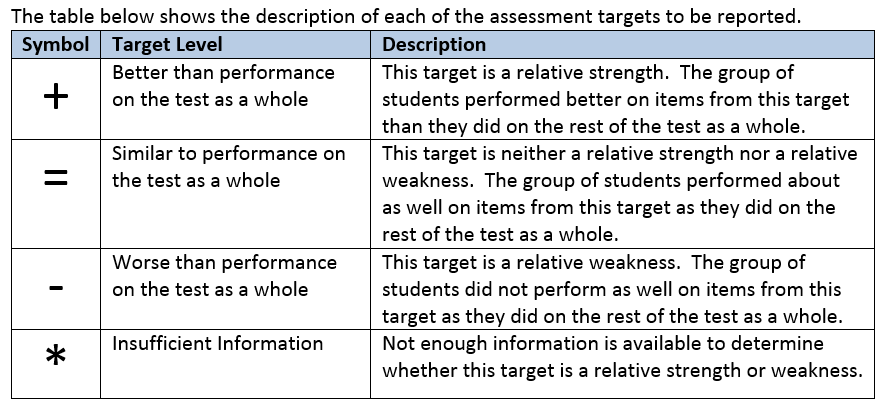 The table below shows the description of each of the assessment targets to be reported.
Symbol Target Level Description
+ Better than performance on the test as a whole This target is a relative strength.  The group of students performed better on items from this target than they did on the rest of the test as a whole.
= Similar to performance on the test as a whole This target is neither a relative strength nor a relative weakness.  The group of students performed about as well on items from this target as they did on the rest of the test as a whole.
- Worse than performance on the test as a whole This target is a relative weakness.  The group of students did not perform as well on items from this target as they did on the rest of the test as a whole.
* Insufficient Information Not enough information is available to determine whether this target is a relative strength or weakness.